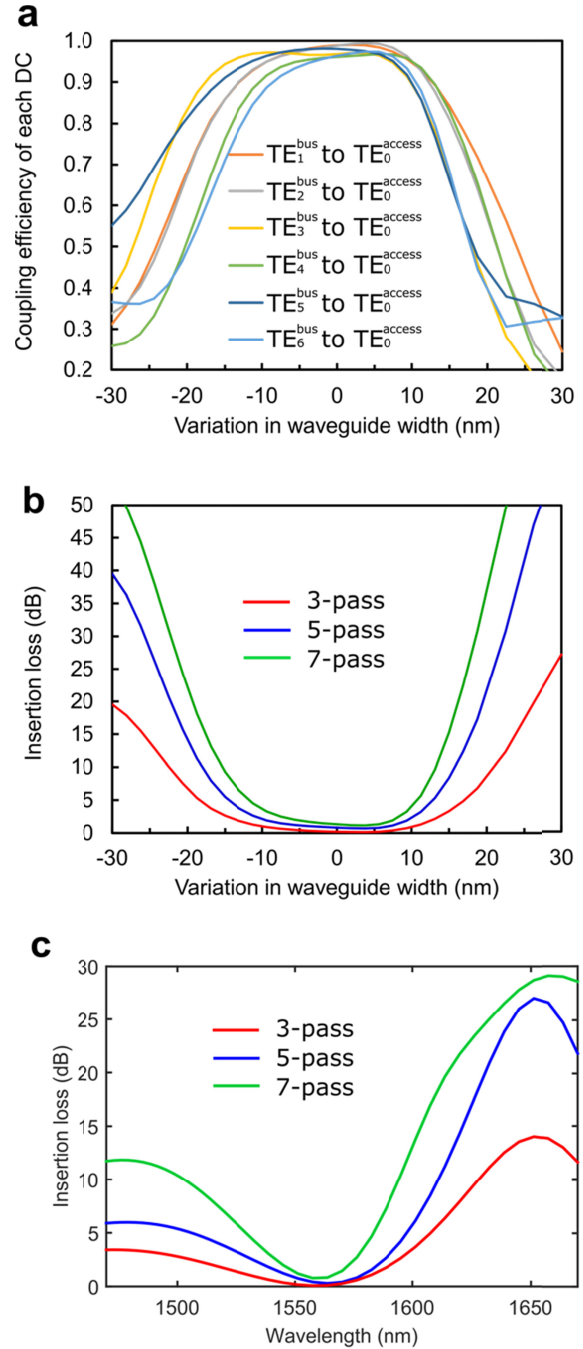 a
Coupling efficiency of each DC
1.0
0.9
0.8
0.7
0.6
0.5
0.4
0.3
0.2
TE₁ᵇᵘˢ to TE₀ᵃᶜᶜᵉˢˢ
TE₂ᵇᵘˢ to TE₀ᵃᶜᶜᵉˢˢ
TE₃ᵇᵘˢ to TE₀ᵃᶜᶜᵉˢˢ
TE₄ᵇᵘˢ to TE₀ᵃᶜᶜᵉˢˢ
TE₅ᵇᵘˢ to TE₀ᵃᶜᶜᵉˢˢ
TE₆ᵇᵘˢ to TE₀ᵃᶜᶜᵉˢˢ
-30 -20 -10 0 10 20 30
Variation in waveguide width (nm)
b
Insertion loss (dB)
50
45
40
35
30
25
20
15
10
5
0
3-pass
5-pass
7-pass
-30 -20 -10 0 10 20 30
Variation in waveguide width (nm)
c
Insertion loss (dB)
30
25
20
15
10
5
0
3-pass
5-pass
7-pass
1500 1550 1600 1650
Wavelength (nm)